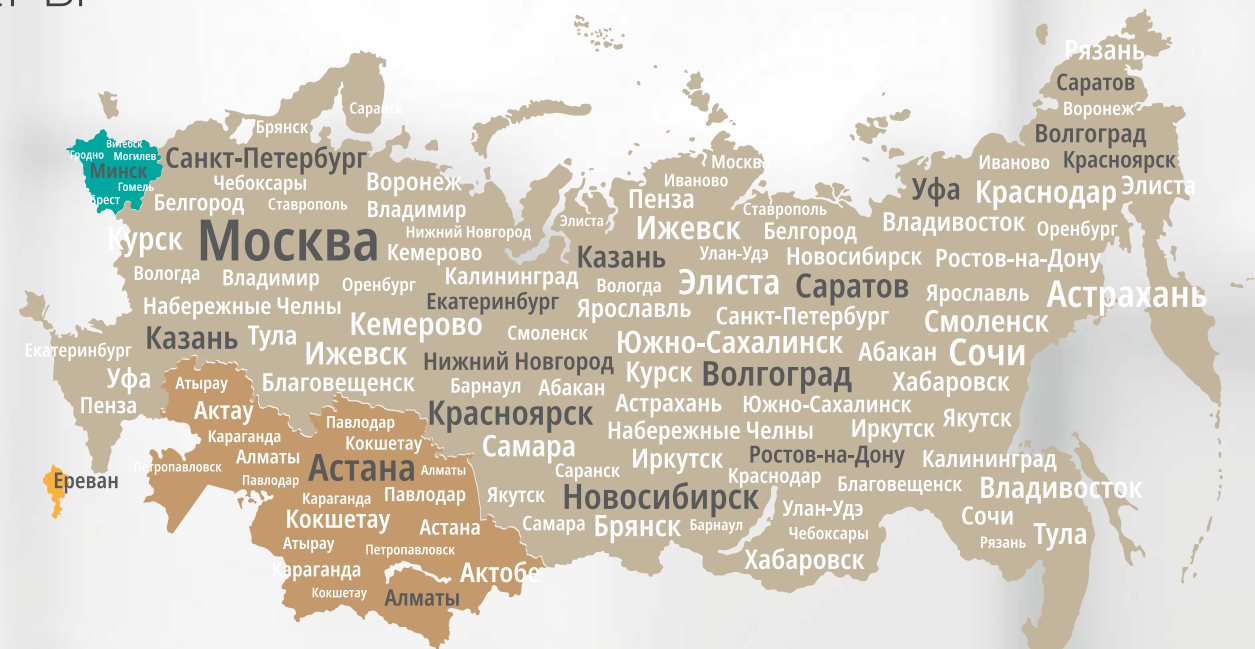 Рязань
Саратов
Саранск
Воронеж
Брянск
Волгоград
Витебск
Гродно Могилев Санкт-Петербург Москва Иваново Красноярск
Минск Чебоксары Воронеж Иваново Уфа Краснодар Элиста
Гомель
Брест Белгород Ставрополь Владимир Пенза Ставрополь
Курск Москва Нижний Новгород Элиста Ижевск Белгород Владивосток Оренбург
Кемерово Казань Улан-Удэ Новосибирск Ростов-на-Дону
Вологда Владимир Оренбург Калининград Вологда Элиста Саратов Ярославль Астрахань
Набережные Челны Екатеринбург Ярославль Санкт-Петербург Смоленск
Казань Тула Кемерово Смоленск Южно-Сахалинск Абакан Сочи
Екатеринбург Ижевск Нижний Новгород Курск Волгоград Хабаровск
Уфа Атырау Благовещенск Барнаул Абакан
Пенза Актау Павлодар Красноярск Астрахань Южно-Сахалинск Якутск
Караганда Кокшетау Самара Набережные Челны Иркутск
Петропавловск Алматы Астана Алматы Саранск Иркутск Ростов-на-Дону Калининград
Ереван Павлодар Краснодар Благовещенск Владивосток
Караганда Павлодар Якутск Новосибирск Улан-Удэ Сочи
Кокшетау Астана Самара Брянск Барнаул Чебоксары Рязань Тула
Атырау Петропавловск Хабаровск
Караганда Актобе
Кокшетау Алматы